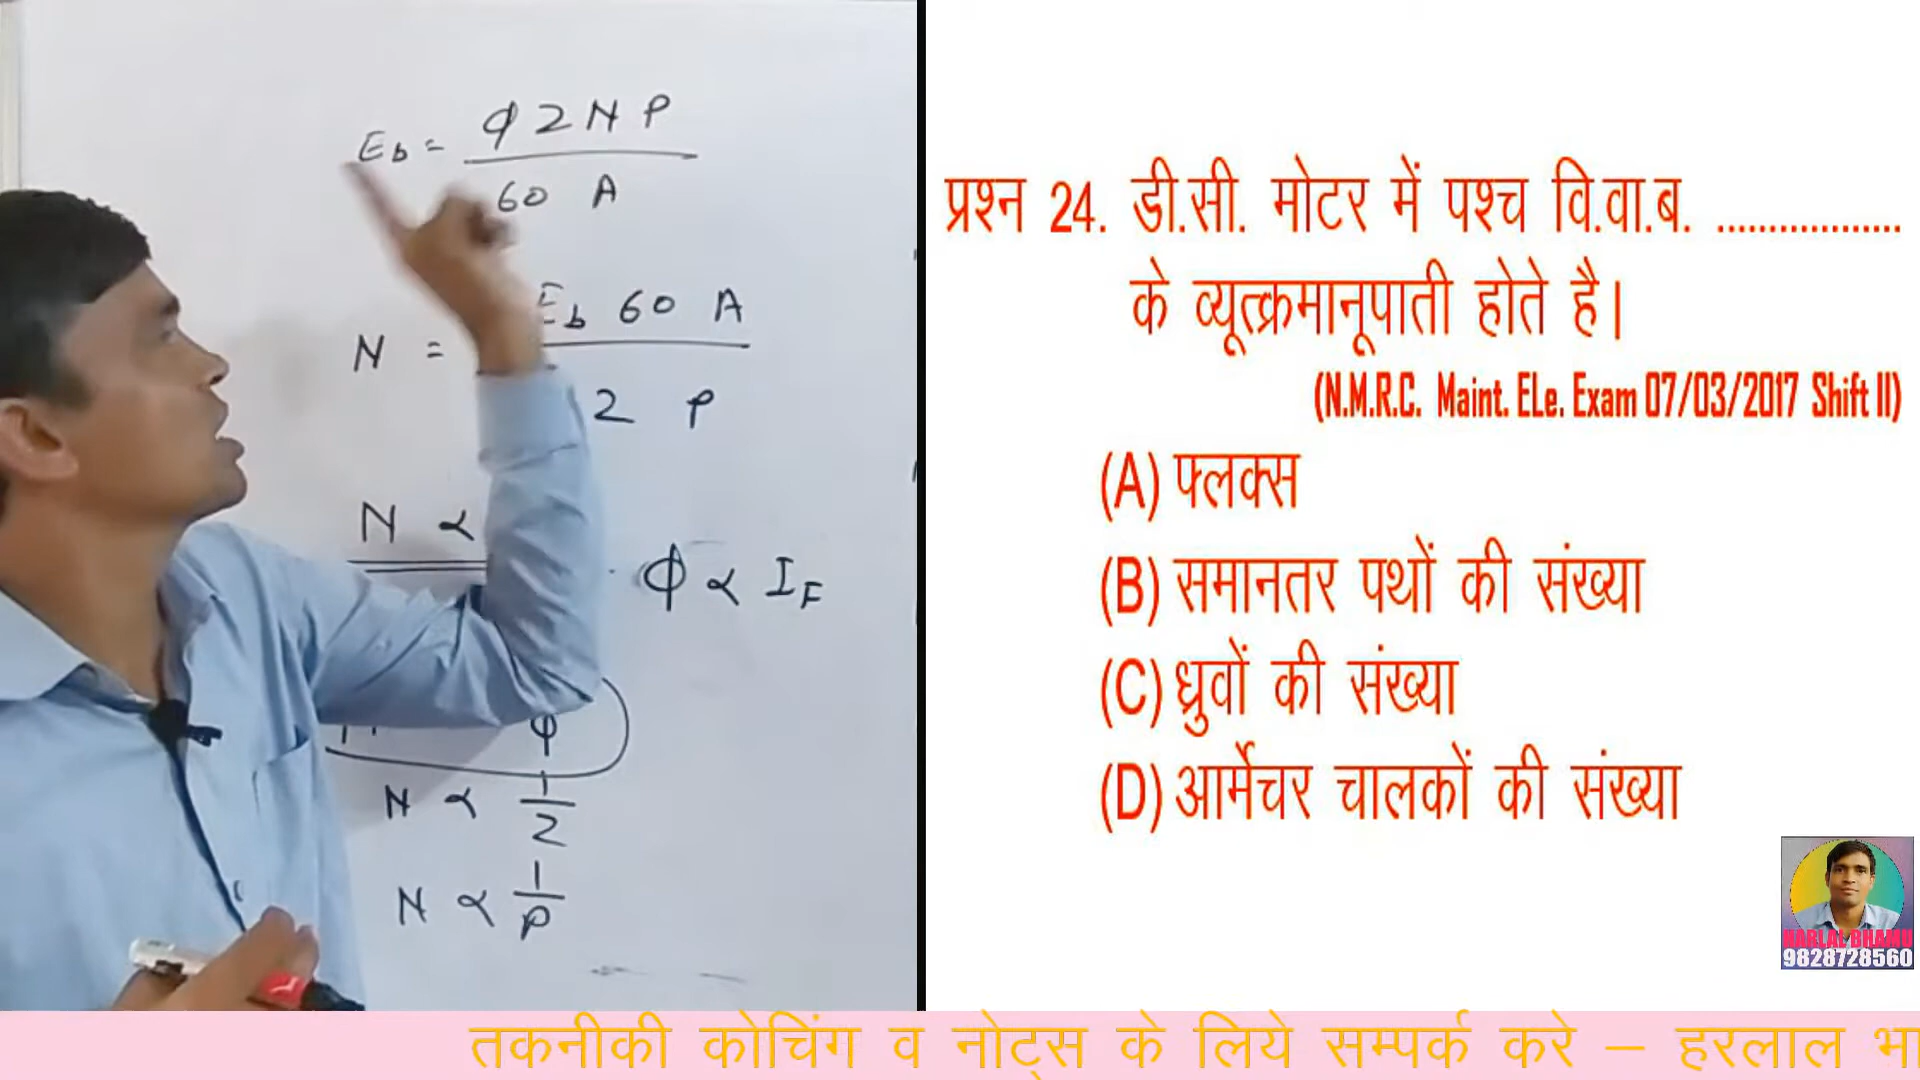 Eb = φ Z N P
60 A
N = Eb 60 A
Z P
N ∝
φ ∝ IF
φ
N ∝ 1/Z
N ∝ 1/P
प्रश्न 24. डी.सी. मोटर में पश्च वि.वा.ब. ..................
के व्यूत्क्रमानूपाती होते है।
(N.M.R.C. Maint. ELe. Exam 07/03/2017 Shift II)
(A) फ्लक्स
(B) समानतर पथों की संख्या
(C) ध्रुवों की संख्या
(D) आर्मेचर चालकों की संख्या
HARLAL BHAMU
9828728560
तकनीकी कोचिंग व नोट्स के लिये सम्पर्क करे – हरलाल भा